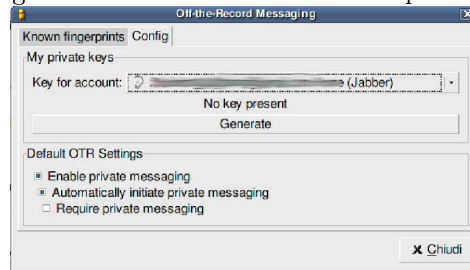 Off-the-Record Messaging
Known fingerprints Config
My private keys
Key for account: (Jabber)
No key present
Generate
Default OTR Settings
Enable private messaging
Automatically initiate private messaging
Require private messaging
X Chiudi